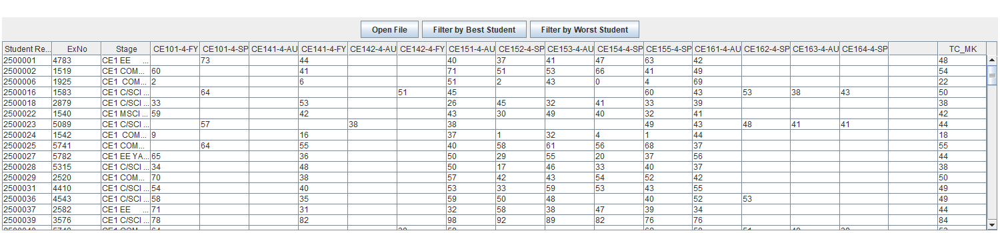 Open File Filter by Best Student Filter by Worst Student
Student Re... ExNo Stage CE101-4-FY CE101-4-SP CE141-4-AU CE141-4-FY CE142-4-AU CE142-4-FY CE151-4-AU CE152-4-SP CE153-4-AU CE154-4-SP CE155-4-SP CE161-4-AU CE162-4-SP CE163-4-AU CE164-4-SP TC_MK
2500001 4783 CE1 EE ... 73 44 40 37 41 47 63 42 48
2500002 1519 CE1 COM... 60 41 71 51 53 66 41 49 54
2500006 1925 CE1 COM... 2 6 51 2 43 0 4 69 22
2500016 1583 CE1 C/SCI ... 64 51 45 60 43 53 38 43 50
2500018 2879 CE1 C/SCI ... 33 53 26 45 32 41 33 39 38
2500022 1540 CE1 MSCI ... 59 42 43 30 49 40 32 41 42
2500023 5089 CE1 C/SCI ... 57 38 38 49 43 48 41 41 44
2500024 1542 CE1 COM... 9 16 37 1 32 4 1 44 18
2500025 5741 CE1 COM... 64 55 40 58 61 56 68 37 55
2500027 5782 CE1 EE YA... 65 36 50 29 55 20 37 56 44
2500028 5315 CE1 C/SCI ... 34 48 50 17 46 33 40 37 38
2500029 2520 CE1 COM... 70 38 57 42 43 54 52 42 50
2500031 4410 CE1 C/SCI ... 54 40 53 33 59 53 43 55 49
2500036 4543 CE1 C/SCI ... 58 35 59 50 48 40 52 53 49
2500037 2582 CE1 EE ... 71 31 32 58 38 47 39 34 44
2500039 3576 CE1 C/SCI ... 78 82 98 92 89 82 76 76 84